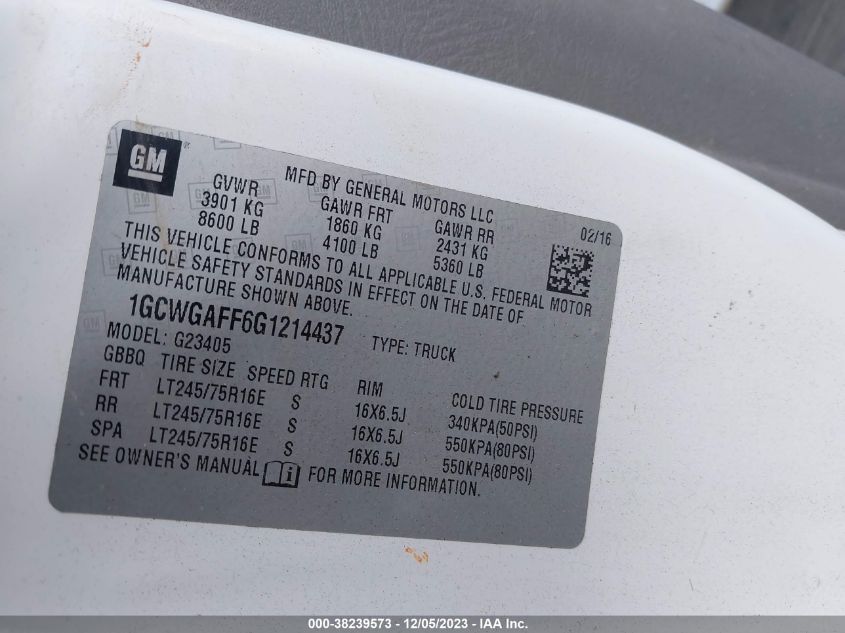 GM
MFD BY GENERAL MOTORS LLC
GVWR GAWR FRT GAWR RR 02/16
3901 KG 1860 KG 2431 KG
8600 LB 4100 LB 5360 LB
THIS VEHICLE CONFORMS TO ALL APPLICABLE U.S. FEDERAL MOTOR
VEHICLE SAFETY STANDARDS IN EFFECT ON THE DATE OF
MANUFACTURE SHOWN ABOVE.
1GCWGAFF6G1214437 TYPE: TRUCK
MODEL: G23405
GBBQ TIRE SIZE SPEED RTG RIM COLD TIRE PRESSURE
FRT LT245/75R16E S 16X6.5J 340KPA(50PSI)
RR LT245/75R16E S 16X6.5J 550KPA(80PSI)
SPA LT245/75R16E S 16X6.5J 550KPA(80PSI)
SEE OWNER'S MANUAL FOR MORE INFORMATION.
000-38239573 - 12/05/2023 - IAA Inc.